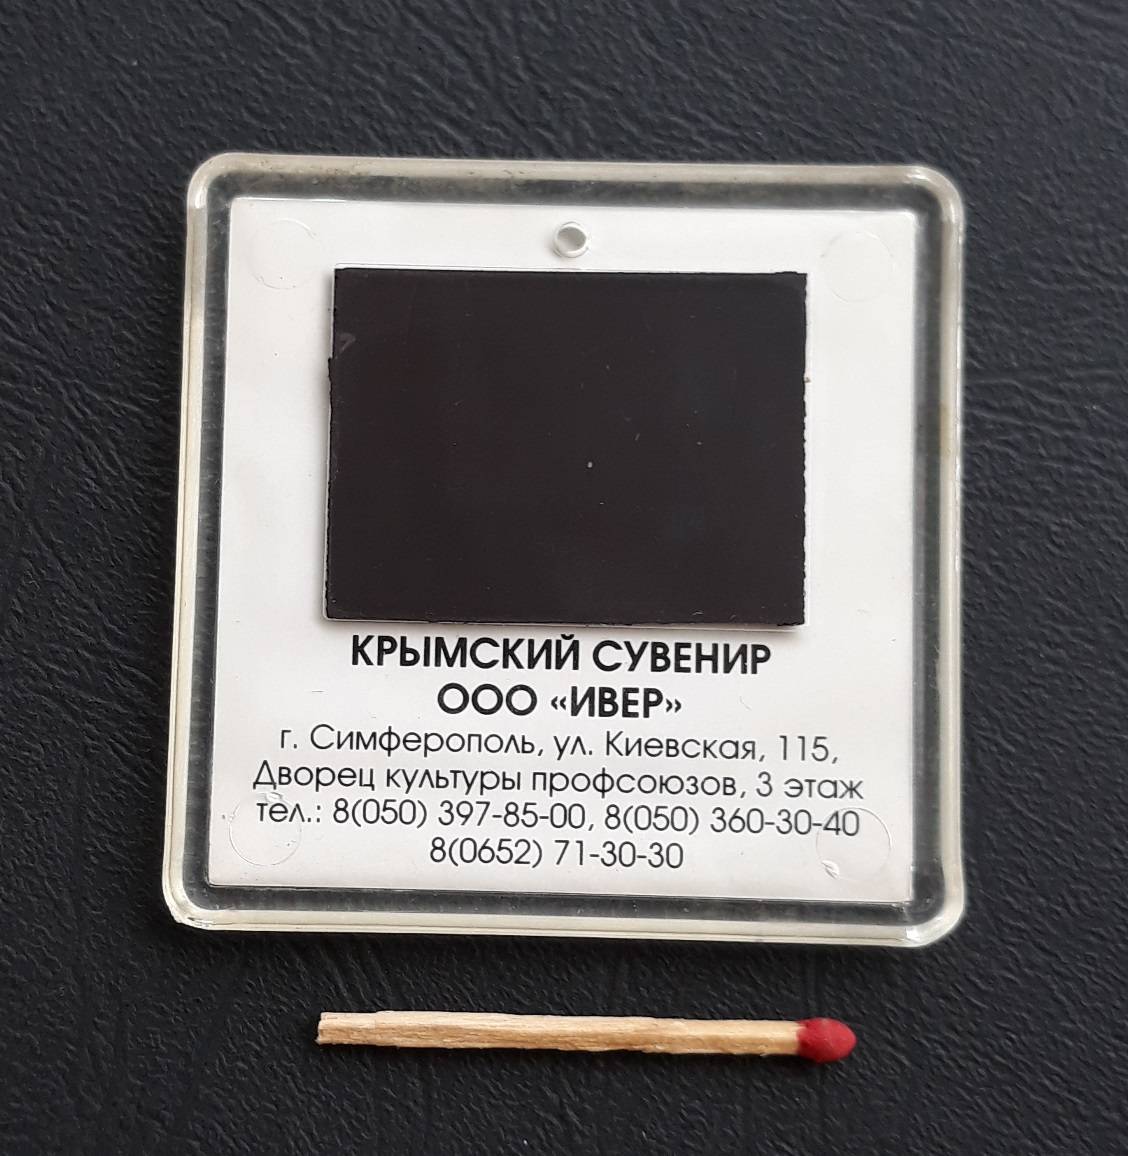 КРЫМСКИЙ СУВЕНИР
ООО «ИВЕР»
г. Симферополь, ул. Киевская, 115,
Дворец культуры профсоюзов, 3 этаж
тел.: 8(050) 397-85-00, 8(050) 360-30-40
8(0652) 71-30-30